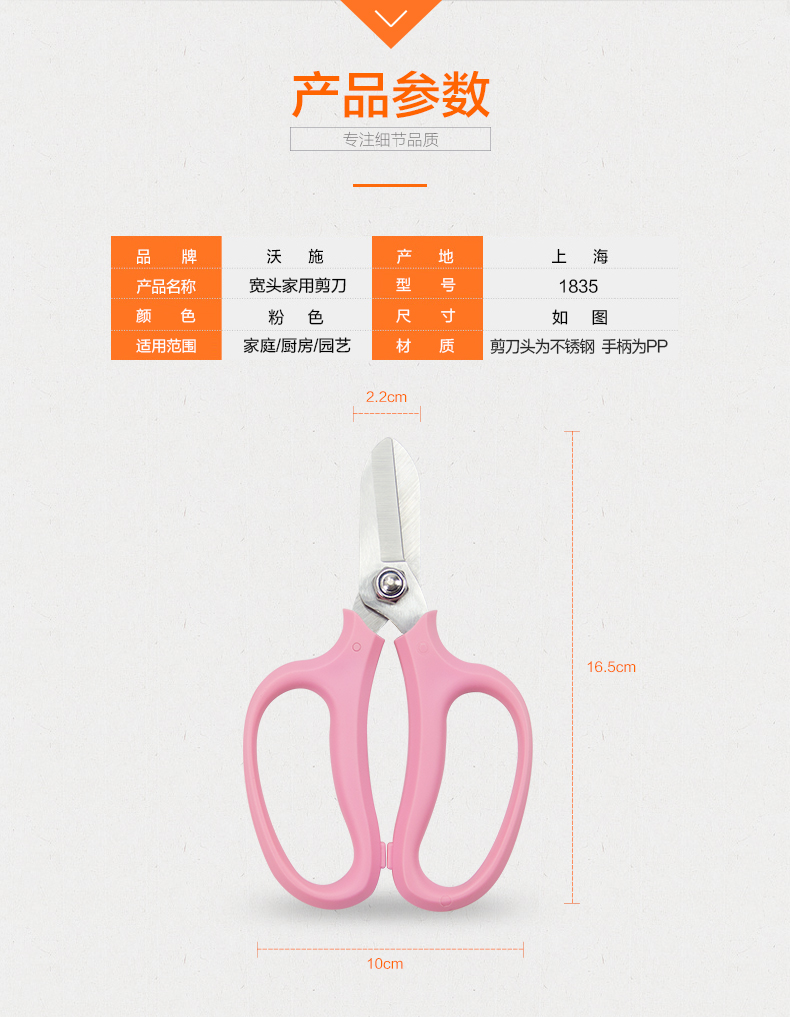 产品参数
专注细节品质
品 牌 沃 施 产 地 上 海
产品名称 宽头家用剪刀 型 号 1835
颜 色 粉 色 尺 寸 如 图
适用范围 家庭/厨房/园艺 材 质 剪刀头为不锈钢 手柄为PP
2.2cm
16.5cm
10cm